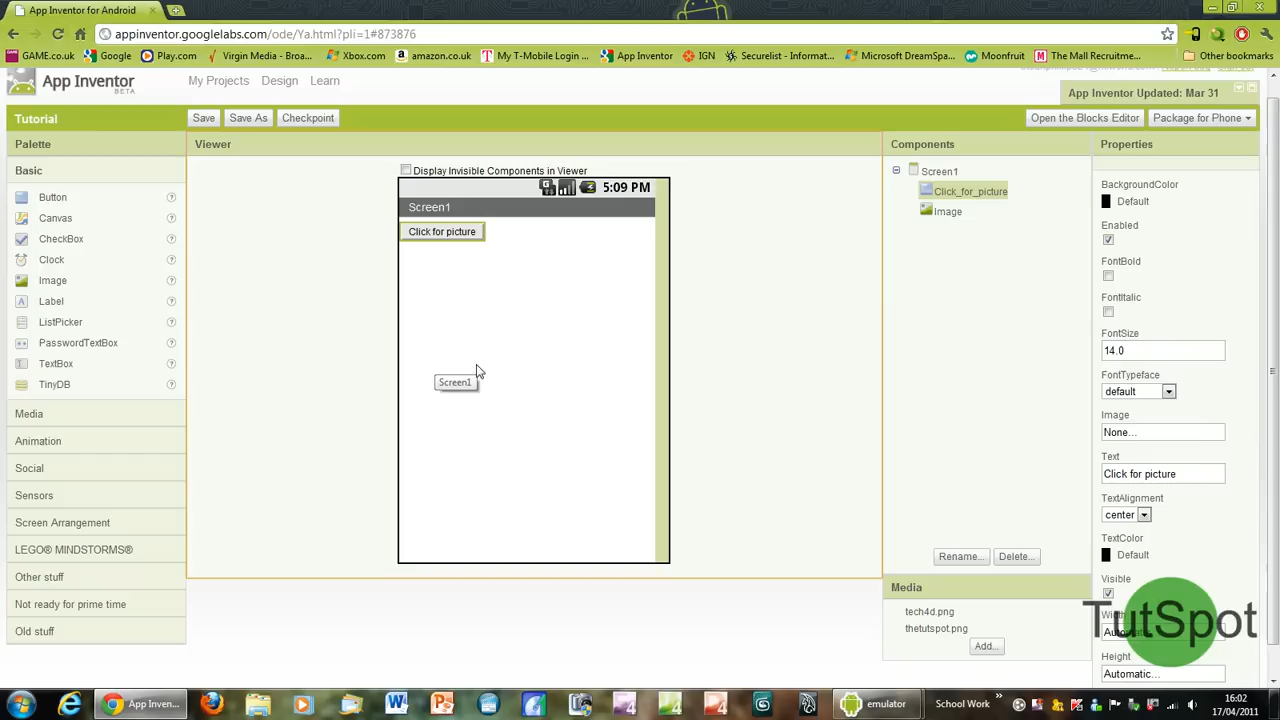 App Inventor for Android
appinventor.googlelabs.com/ode/Ya.html?pli=1#873876
GAME.co.uk Google Play.com Virgin Media - Broa... Xbox.com amazon.co.uk My T-Mobile Login ... App Inventor IGN Securelist - Informat... Microsoft DreamSpa... Moonfruit The Mall Recruitme... Other bookmarks
App Inventor
BETA
My Projects Design Learn
App Inventor Updated: Mar 31
Tutorial Save Save As Checkpoint Open the Blocks Editor Package for Phone
Palette
Basic
Button ?
Canvas ?
CheckBox ?
Clock ?
Image ?
Label ?
ListPicker ?
PasswordTextBox ?
TextBox ?
TinyDB ?
Media
Animation
Social
Sensors
Screen Arrangement
LEGO® MINDSTORMS®
Other stuff
Not ready for prime time
Old stuff
Viewer
Display Invisible Components in Viewer
5:09 PM
Screen1
Click for picture
Screen1
Components
Screen1
Click_for_picture
Image
Rename... Delete...
Media
tech4d.png
thetutspot.png
Add...
Properties
BackgroundColor
Default
Enabled
FontBold
FontItalic
FontSize
14.0
FontTypeface
default
Image
None...
Text
Click for picture
TextAlignment
center
TextColor
Default
Visible
TutSpot
Height
Automatic...
App Inven... emulator School Work
16:02
17/04/2011